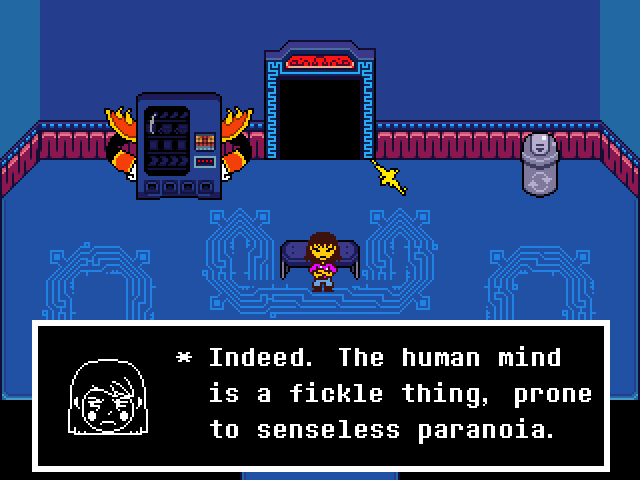 * Indeed. The human mind
is a fickle thing, prone
to senseless paranoia.